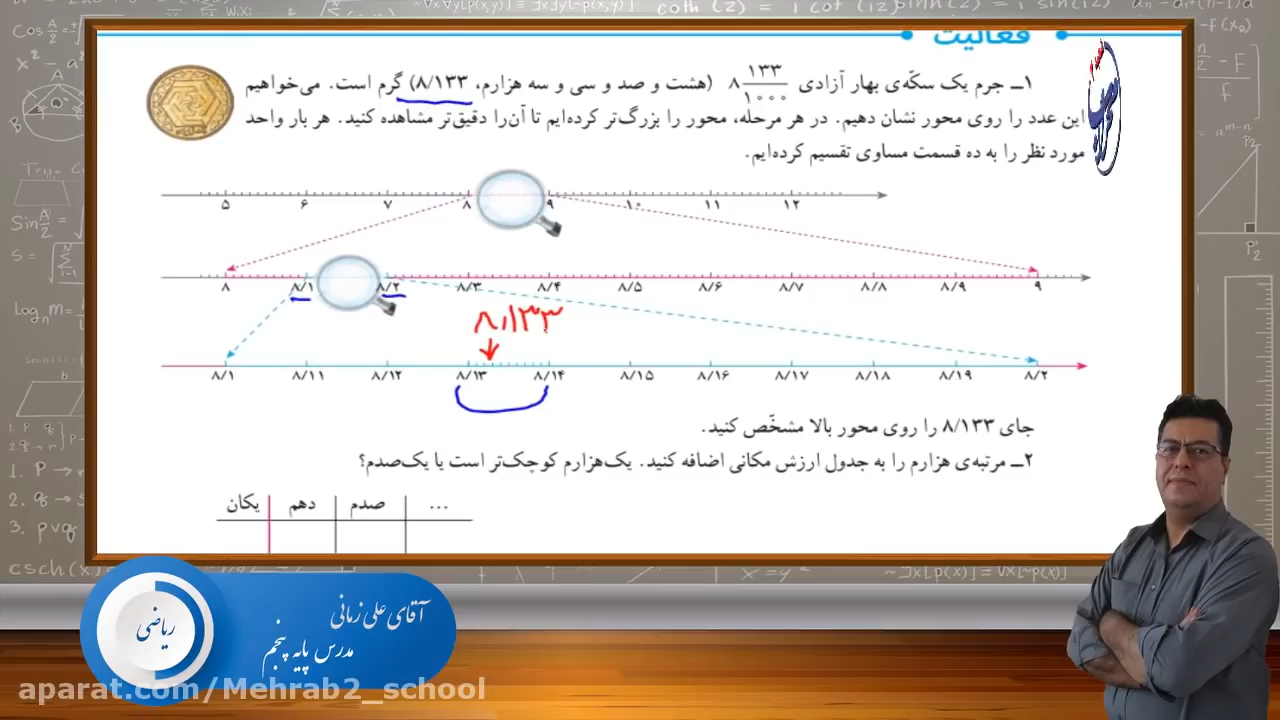 فعالیت
۱ــ جرم یک سکّه‌ی بهار آزادی ۸ ۱۳۳/۱۰۰۰ (هشت و صد و سی و سه هزارم، ۸/۱۳۳) گرم است. می‌خواهیم
این عدد را روی محور نشان دهیم. در هر مرحله، محور را بزرگ‌تر کرده‌ایم تا آن‌را دقیق‌تر مشاهده کنید. هر بار واحد
مورد نظر را به ده قسمت مساوی تقسیم کرده‌ایم.
۵ ۶ ۷ ۸ ۹ ۱۰ ۱۱ ۱۲
۸ ۸/۱ ۸/۲ ۸/۳ ۸/۴ ۸/۵ ۸/۶ ۸/۷ ۸/۸ ۸/۹ ۹
۸,۱۳۳
۸/۱ ۸/۱۱ ۸/۱۲ ۸/۱۳ ۸/۱۴ ۸/۱۵ ۸/۱۶ ۸/۱۷ ۸/۱۸ ۸/۱۹ ۸/۲
جای ۸/۱۳۳ را روی محور بالا مشخّص کنید.
۲ــ مرتبه‌ی هزارم را به جدول ارزش مکانی اضافه کنید. یک‌هزارم کوچک‌تر است یا یک‌صدم؟
یکان دهم صدم ...
آقای علی زمانی
مدرس پایه پنجم
ریاضی
aparat.com/Mehrab2_school